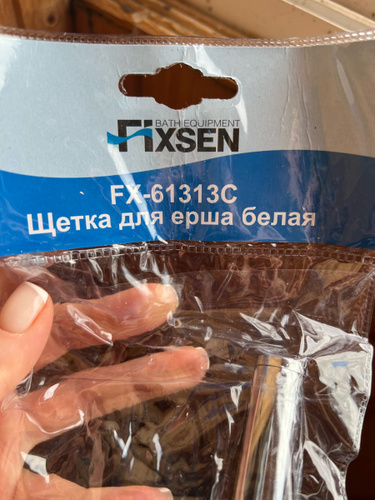 BATH EQUIPMENT
FIXSEN
FX-61313C
Щетка для ерша белая